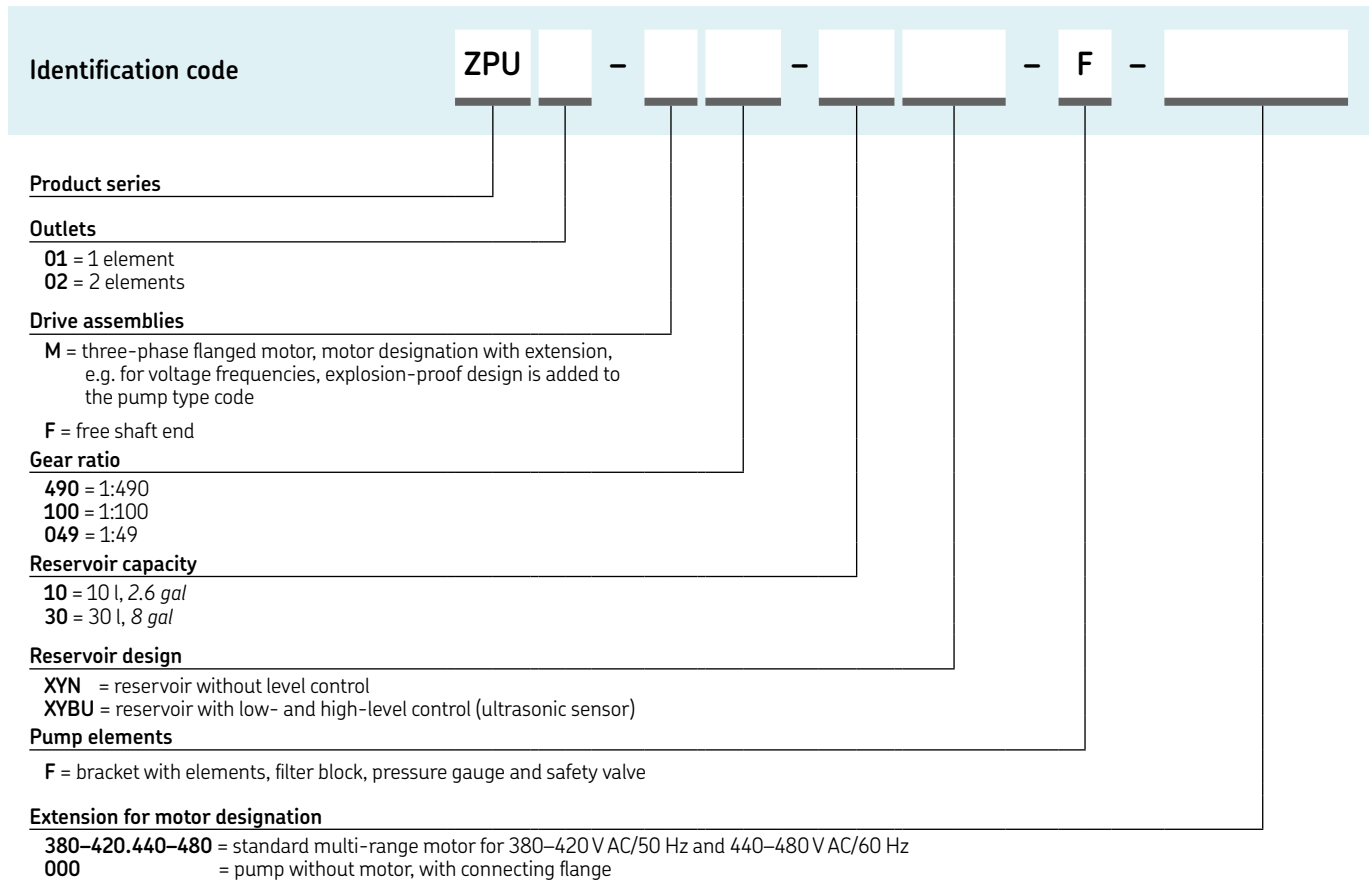 Identification code ZPU – – – F –
Product series
Outlets
01 = 1 element
02 = 2 elements
Drive assemblies
M = three-phase flanged motor, motor designation with extension,
e.g. for voltage frequencies, explosion-proof design is added to
the pump type code
F = free shaft end
Gear ratio
490 = 1:490
100 = 1:100
049 = 1:49
Reservoir capacity
10 = 10 l, 2.6 gal
30 = 30 l, 8 gal
Reservoir design
XYN = reservoir without level control
XYBU = reservoir with low- and high-level control (ultrasonic sensor)
Pump elements
F = bracket with elements, filter block, pressure gauge and safety valve
Extension for motor designation
380–420.440–480 = standard multi-range motor for 380–420 V AC/50 Hz and 440–480 V AC/60 Hz
000 = pump without motor, with connecting flange